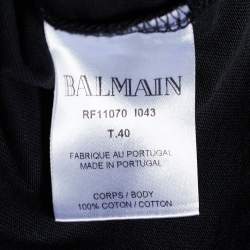 BALMAIN
RF11070 I043
T.40
FABRIQUE AU PORTUGAL
MADE IN PORTUGAL
CORPS / BODY
100% COTON / COTTON